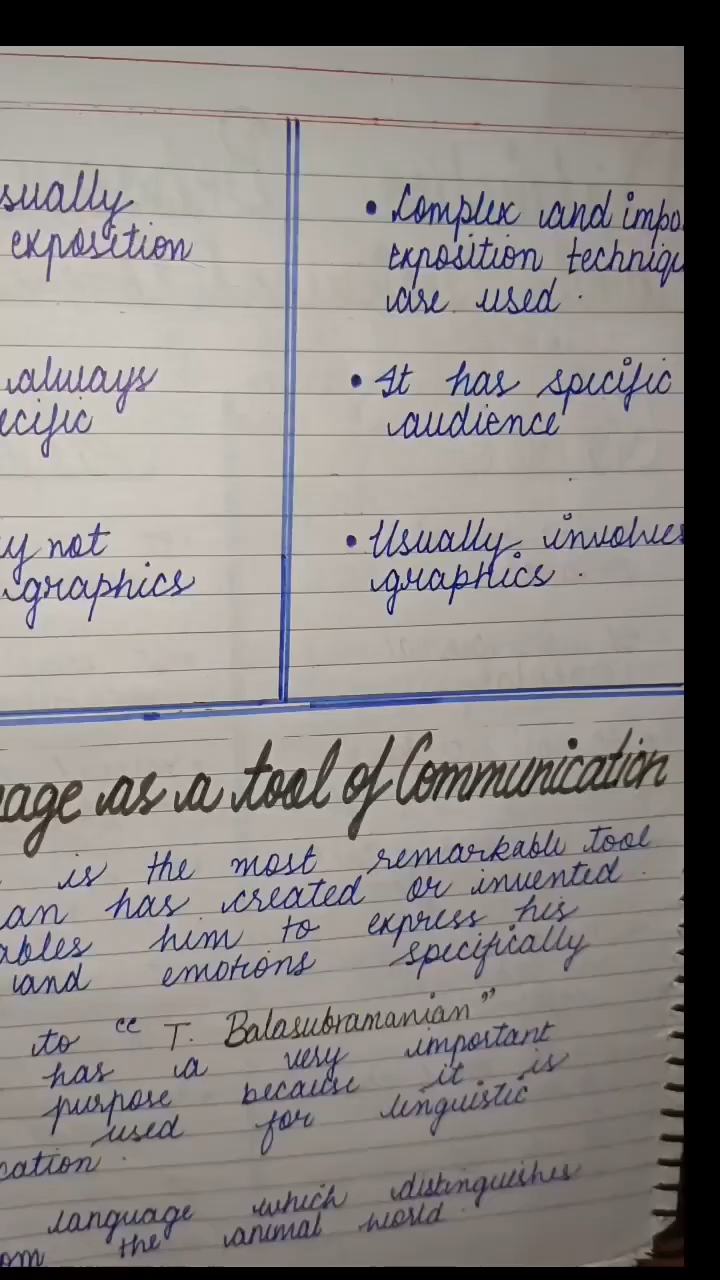 sually
exposition
always
ecific
y not
graphics
• Complex and impo
exposition techniqu
are used.
• It has specific
audience
• Usually involves
graphics.
age as a tool of Communication
is the most remarkable tool
an has created or invented.
ables him to express his
and emotions specifically
to "T. Balasubramanian"
has a very important
purpose because it is
used for linguistic
cation.
language which distinguishes
om the animal world.